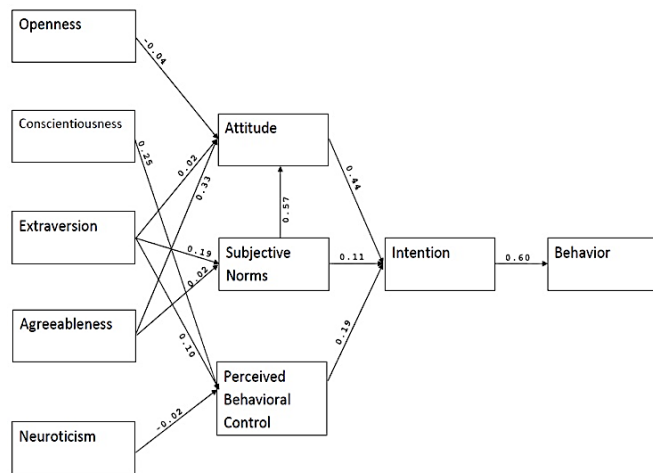 Openness
-0.04
Conscientiousness
Attitude
0.25
0.02
0.33
0.44
Extraversion
0.57
0.19
Subjective
Norms
0.11
Intention
0.60
Behavior
0.02
Agreeableness
0.10
0.19
Perceived
Behavioral
Control
Neuroticism
-0.02